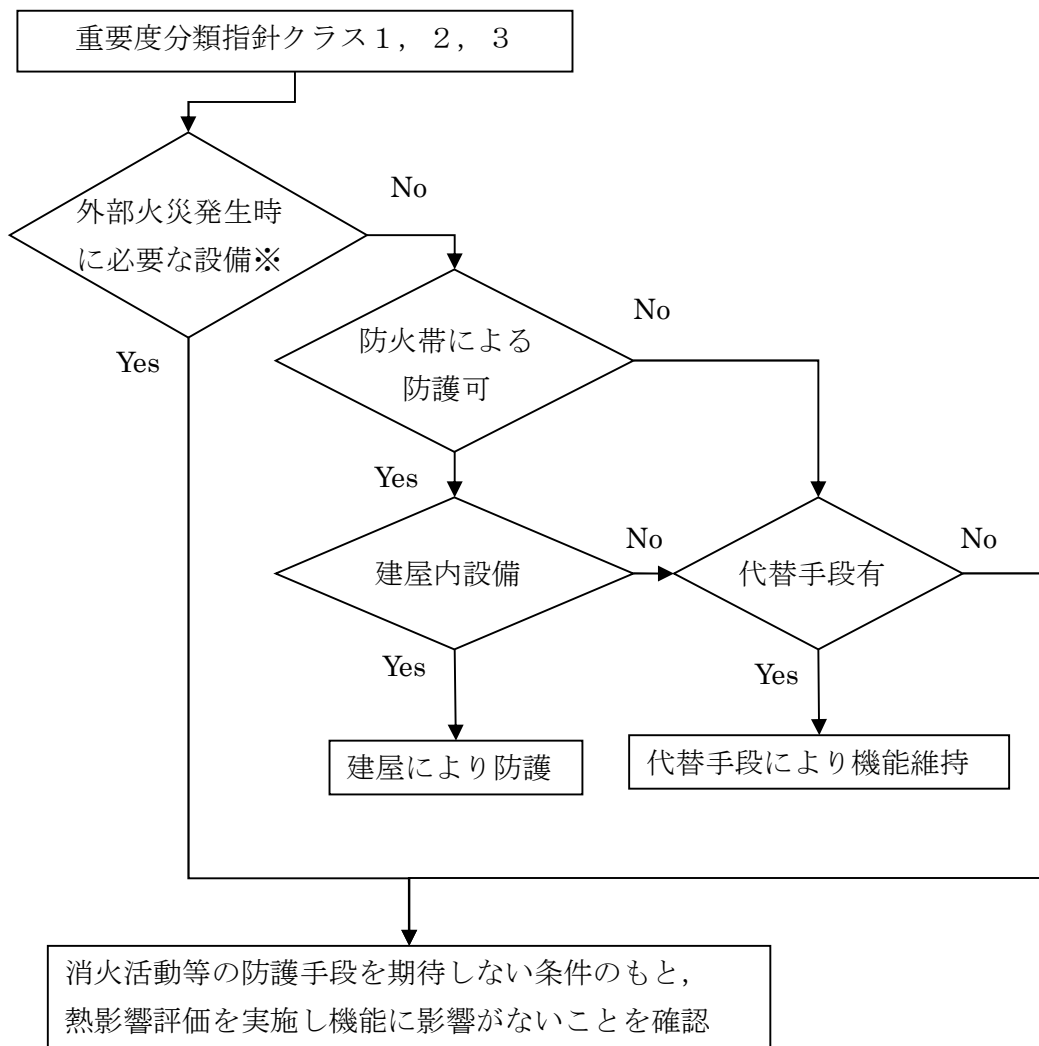 重要度分類指針クラス1，2，3
No
外部火災発生時
に必要な設備※
Yes
No
防火帯による
防護可
Yes
No
建屋内設備
Yes
No
代替手段有
Yes
建屋により防護
代替手段により機能維持
消火活動等の防護手段を期待しない条件のもと，
熱影響評価を実施し機能に影響がないことを確認